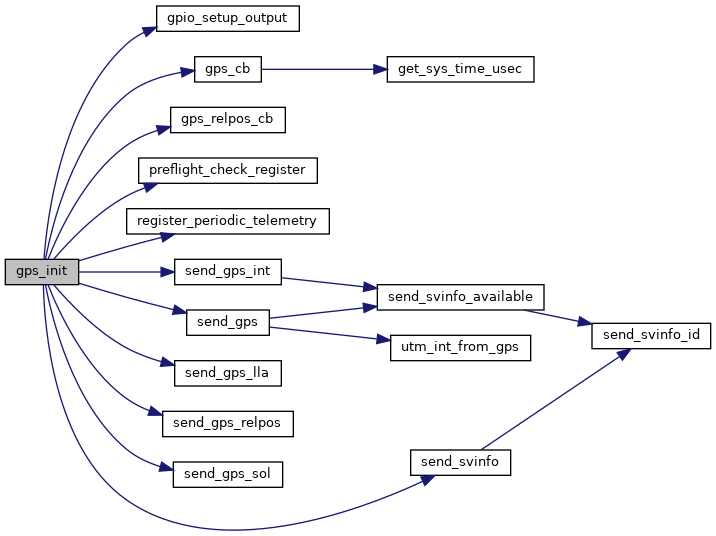 gpio_setup_output
gps_cb
get_sys_time_usec
gps_relpos_cb
preflight_check_register
register_periodic_telemetry
gps_init
send_gps_int
send_svinfo_available
send_gps
send_svinfo_id
utm_int_from_gps
send_gps_lla
send_gps_relpos
send_svinfo
send_gps_sol